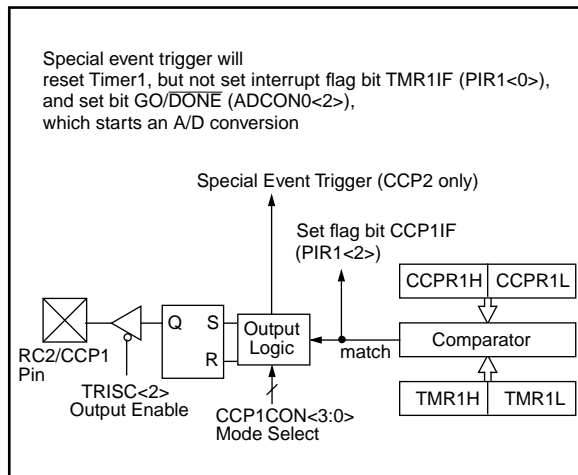 Special event trigger will
reset Timer1, but not set interrupt flag bit TMR1IF (PIR1<0>),
and set bit GO/DONE (ADCON0<2>),
which starts an A/D conversion
Special Event Trigger (CCP2 only)
Set flag bit CCP1IF
(PIR1<2>)
CCPR1H CCPR1L
Q S
R
Output
Logic
match
Comparator
RC2/CCP1
Pin
TRISC<2>
Output Enable
CCP1CON<3:0>
Mode Select
TMR1H TMR1L